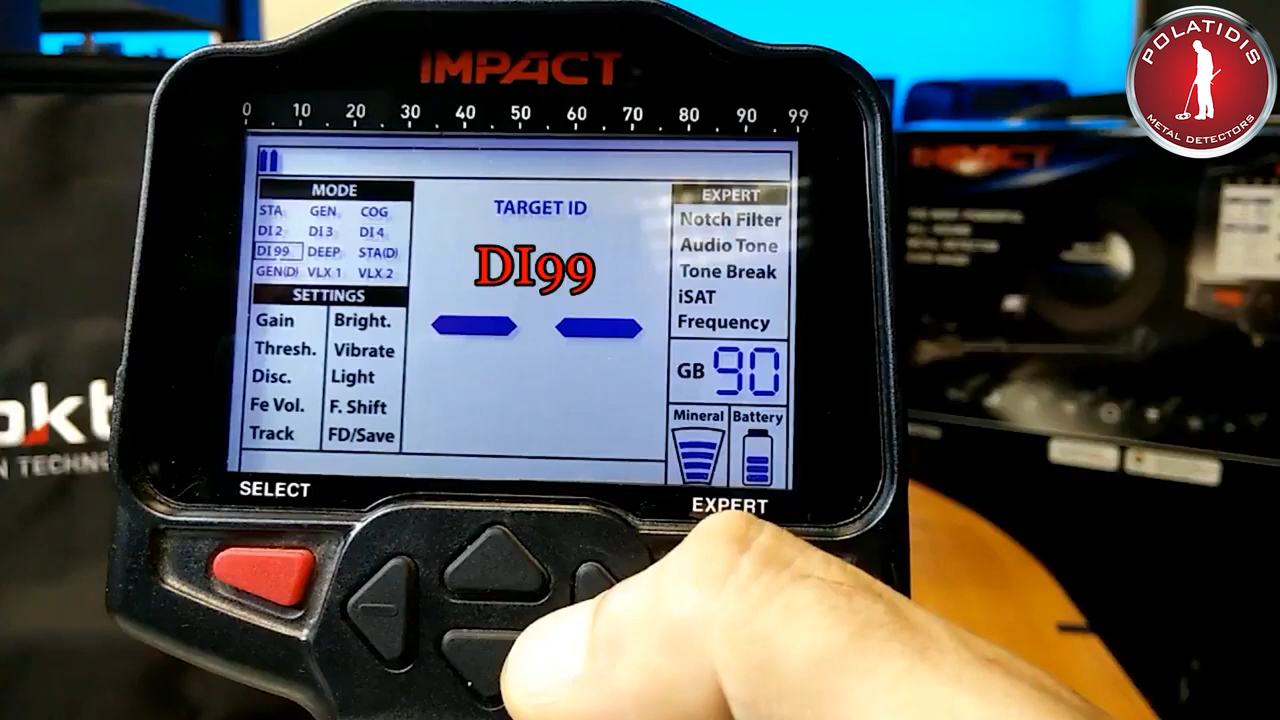 POLATIDIS
METAL DETECTORS
IMPACT
0 10 20 30 40 50 60 70 80 90 99
MODE
STA GEN COG
DI2 DI3 DI4
DI99 DEEP STA(D)
GEN(D) VLX 1 VLX 2
SETTINGS
Gain Bright.
Thresh. Vibrate
Disc. Light
Fe Vol. F. Shift
Track FD/Save
TARGET ID
DI99
EXPERT
Notch Filter
Audio Tone
Tone Break
iSAT
Frequency
GB 90
Mineral Battery
SELECT
EXPERT
IMPACT
okt
N TECHNO